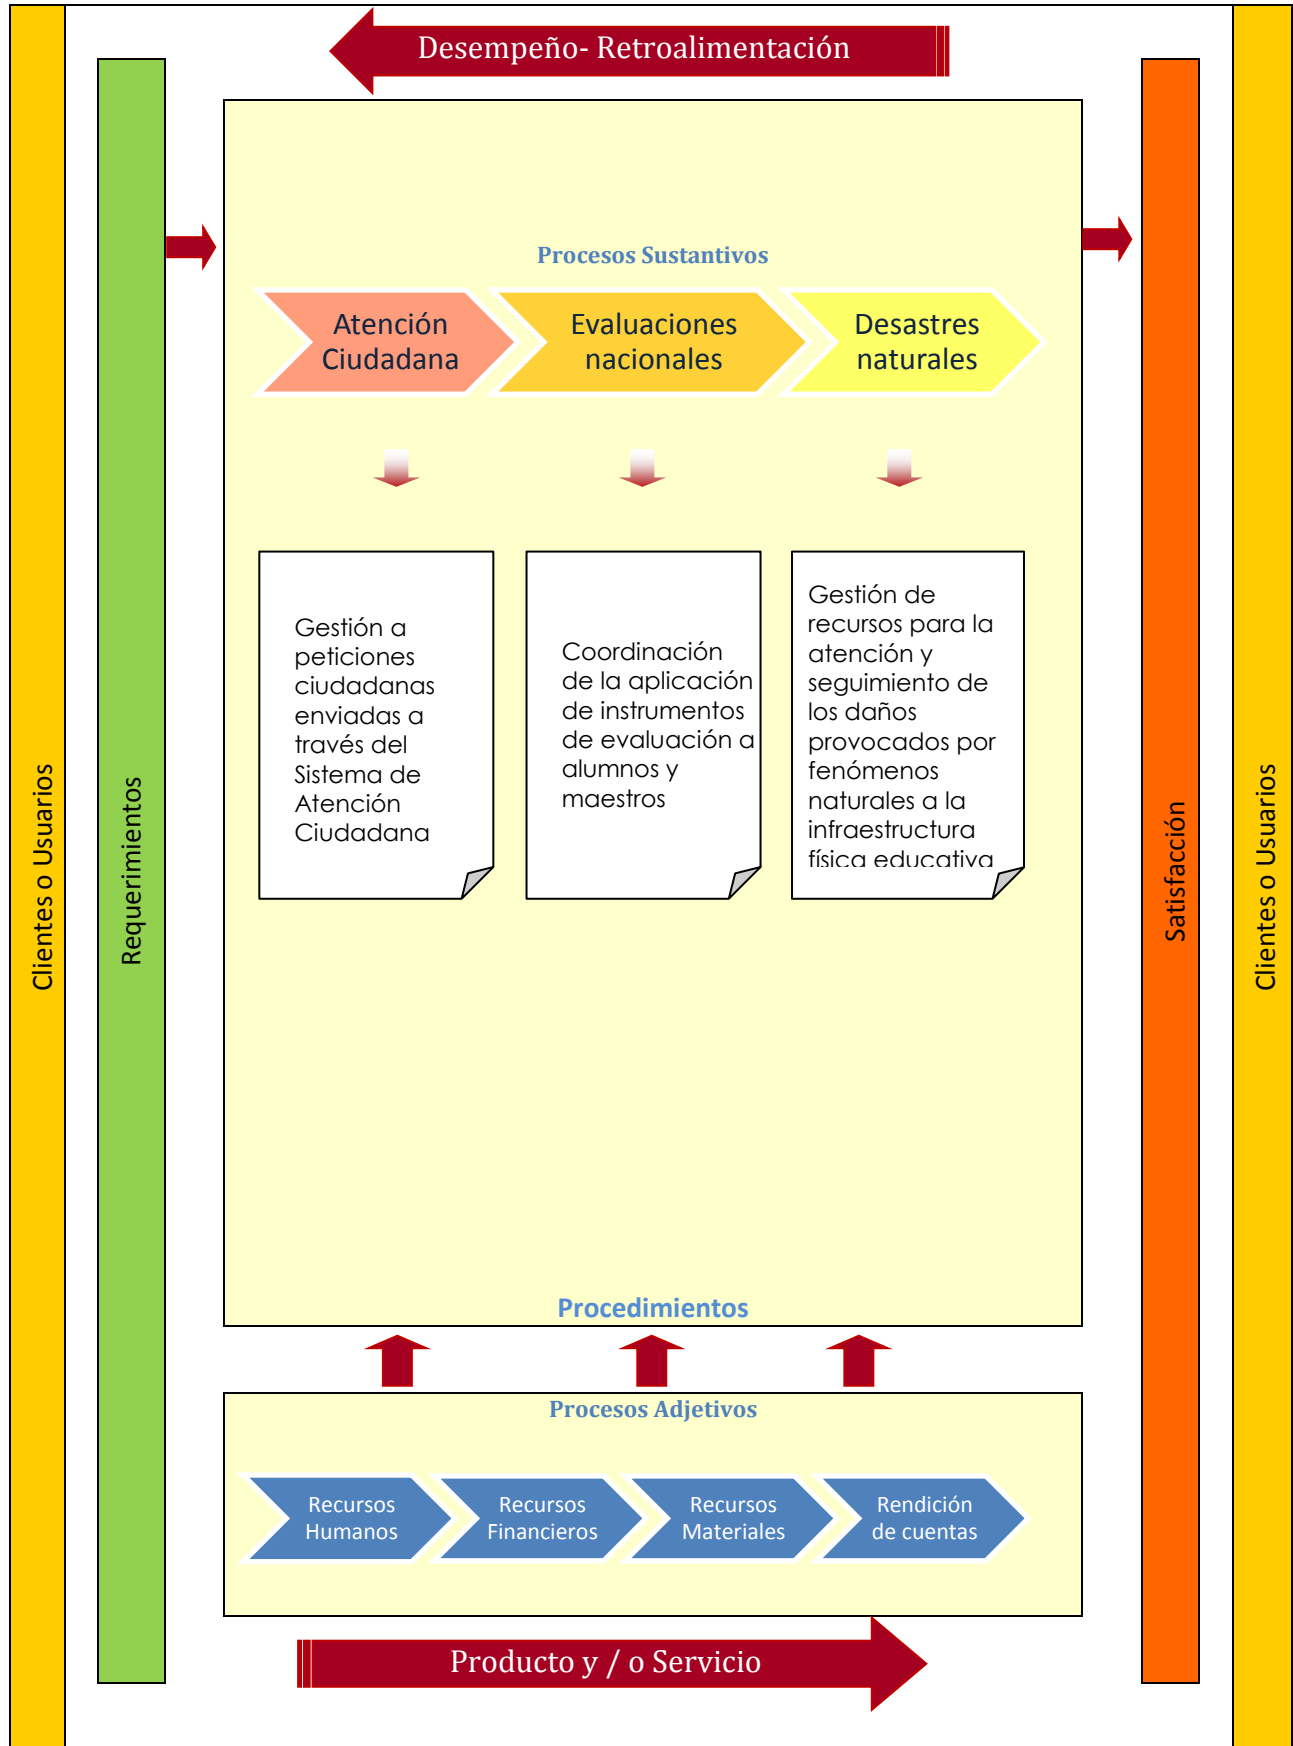 Desempeño- Retroalimentación
Clientes o Usuarios
Requerimientos
Procesos Sustantivos
Atención
Ciudadana
Evaluaciones
nacionales
Desastres
naturales
Gestión a
peticiones
ciudadanas
enviadas a
través del
Sistema de
Atención
Ciudadana
Coordinación
de la aplicación
de instrumentos
de evaluación a
alumnos y
maestros
Gestión de
recursos para la
atención y
seguimiento de
los daños
provocados por
fenómenos
naturales a la
infraestructura
física educativa
Procedimientos
Procesos Adjetivos
Recursos
Humanos
Recursos
Financieros
Recursos
Materiales
Rendición
de cuentas
Producto y / o Servicio
Satisfacción
Clientes o Usuarios